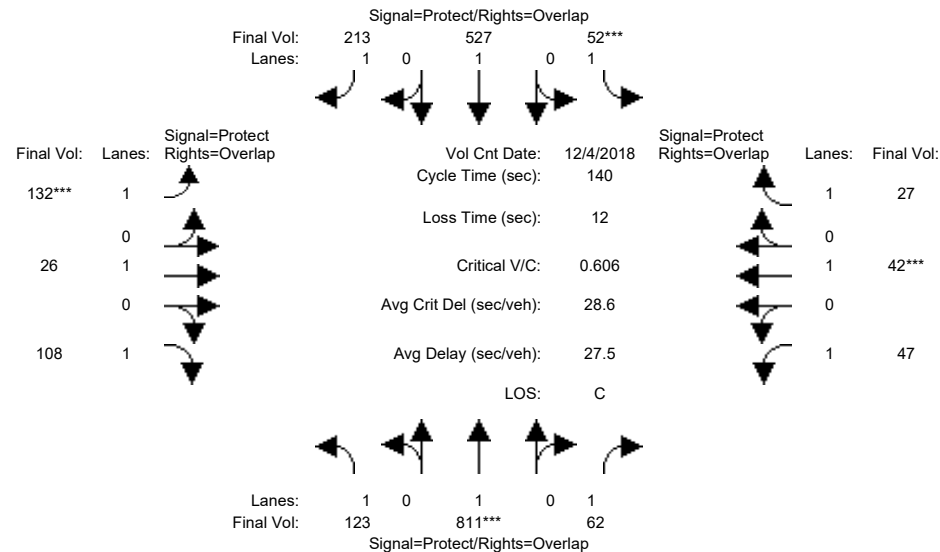 Signal=Protect/Rights=Overlap
Final Vol: 213 527 52***
Lanes: 1 0 1 0 1
Signal=Protect
Final Vol: Lanes: Rights=Overlap
Vol Cnt Date: 12/4/2018
Signal=Protect
Rights=Overlap Lanes: Final Vol:
Cycle Time (sec): 140
132*** 1
1 27
Loss Time (sec): 12
0
0
26 1
Critical V/C: 0.606
1 42***
0
Avg Crit Del (sec/veh): 28.6
0
108 1
Avg Delay (sec/veh): 27.5
1 47
LOS: C
Lanes: 1 0 1 0 1
Final Vol: 123 811*** 62
Signal=Protect/Rights=Overlap